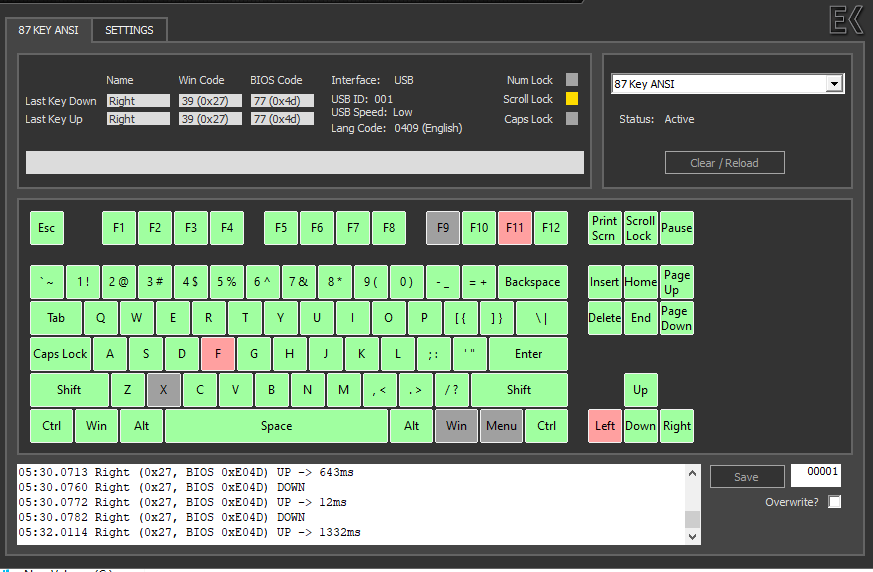 EK
87 KEY ANSI SETTINGS
Name Win Code BIOS Code Interface: USB Num Lock
87 Key ANSI
Last Key Down Right 39 (0x27) 77 (0x4d) USB ID: 001 Scroll Lock
USB Speed: Low
Last Key Up Right 39 (0x27) 77 (0x4d) Caps Lock
Lang Code: 0409 (English)
Status: Active
Clear / Reload
Esc F1 F2 F3 F4 F5 F6 F7 F8 F9 F10 F11 F12 Print Scrn Scroll Lock Pause
` ~ 1 ! 2 @ 3 # 4 $ 5 % 6 ^ 7 & 8 * 9 ( 0 ) - _ = + Backspace Insert Home Page Up
Tab Q W E R T Y U I O P [ { ] } \ | Delete End Page Down
Caps Lock A S D F G H J K L ; : ' " Enter
Shift Z X C V B N M , < . > / ? Shift Up
Ctrl Win Alt Space Alt Win Menu Ctrl Left Down Right
05:30.0713 Right (0x27, BIOS 0xE04D) UP -> 643ms
05:30.0760 Right (0x27, BIOS 0xE04D) DOWN
05:30.0772 Right (0x27, BIOS 0xE04D) UP -> 12ms
05:30.0782 Right (0x27, BIOS 0xE04D) DOWN
05:32.0114 Right (0x27, BIOS 0xE04D) UP -> 1332ms
Save 00001
Overwrite?